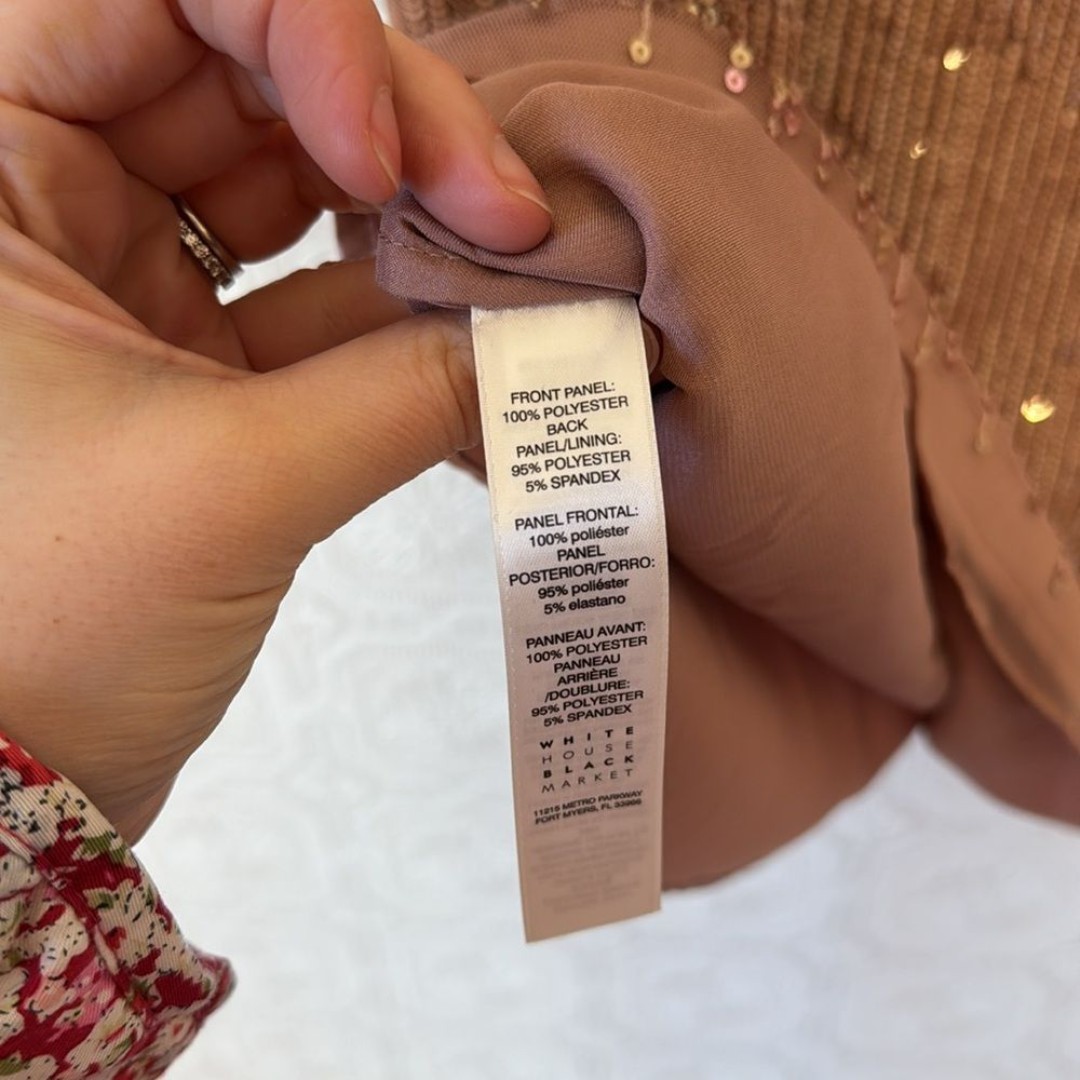 FRONT PANEL:
100% POLYESTER
BACK
PANEL/LINING:
95% POLYESTER
5% SPANDEX
PANEL FRONTAL:
100% poliéster
PANEL
POSTERIOR/FORRO:
95% poliéster
5% elastano
PANNEAU AVANT:
100% POLYESTER
PANNEAU
ARRIÈRE
/DOUBLURE:
95% POLYESTER
5% SPANDEX
WHITE
HOUSE
BLACK
MARKET
11215 METRO PARKWAY
FORT MYERS, FL 33966